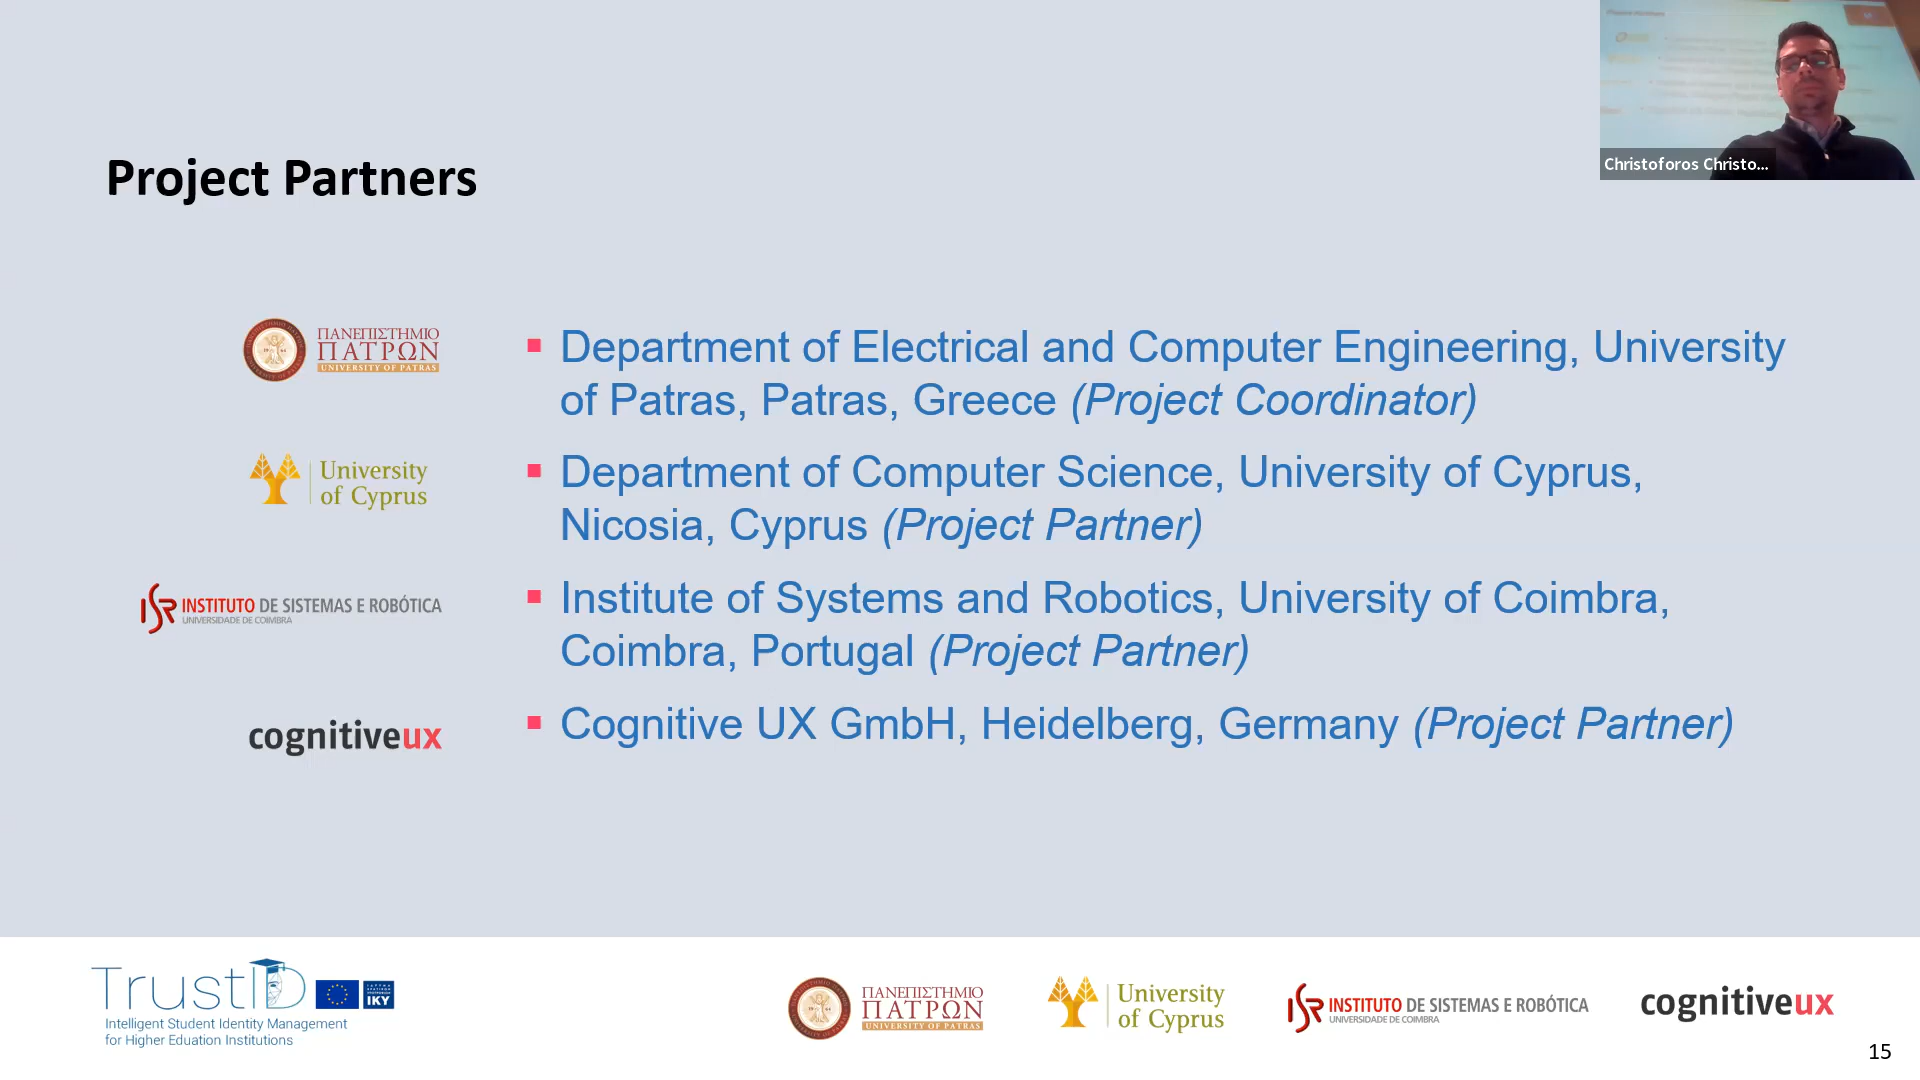 Christoforos Christo...
Project Partners
ΠΑΝΕΠΙΣΤΗΜΙΟ
ΠΑΤΡΩΝ
UNIVERSITY OF PATRAS
▪ Department of Electrical and Computer Engineering, University
of Patras, Patras, Greece (Project Coordinator)
University
of Cyprus
▪ Department of Computer Science, University of Cyprus,
Nicosia, Cyprus (Project Partner)
ISR INSTITUTO DE SISTEMAS E ROBÓTICA
UNIVERSIDADE DE COIMBRA
▪ Institute of Systems and Robotics, University of Coimbra,
Coimbra, Portugal (Project Partner)
cognitiveux
▪ Cognitive UX GmbH, Heidelberg, Germany (Project Partner)
TrustID
IKY
Intelligent Student Identity Management
for Higher Eduation Institutions
ΠΑΝΕΠΙΣΤΗΜΙΟ
ΠΑΤΡΩΝ
UNIVERSITY OF PATRAS
University
of Cyprus
ISR INSTITUTO DE SISTEMAS E ROBÓTICA
UNIVERSIDADE DE COIMBRA
cognitiveux
15